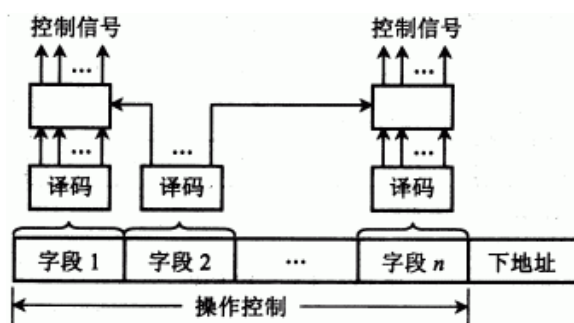 控制信号 控制信号
… …
… … …
译码 译码 译码
字段 1 字段 2 … 字段 n 下地址
操作控制